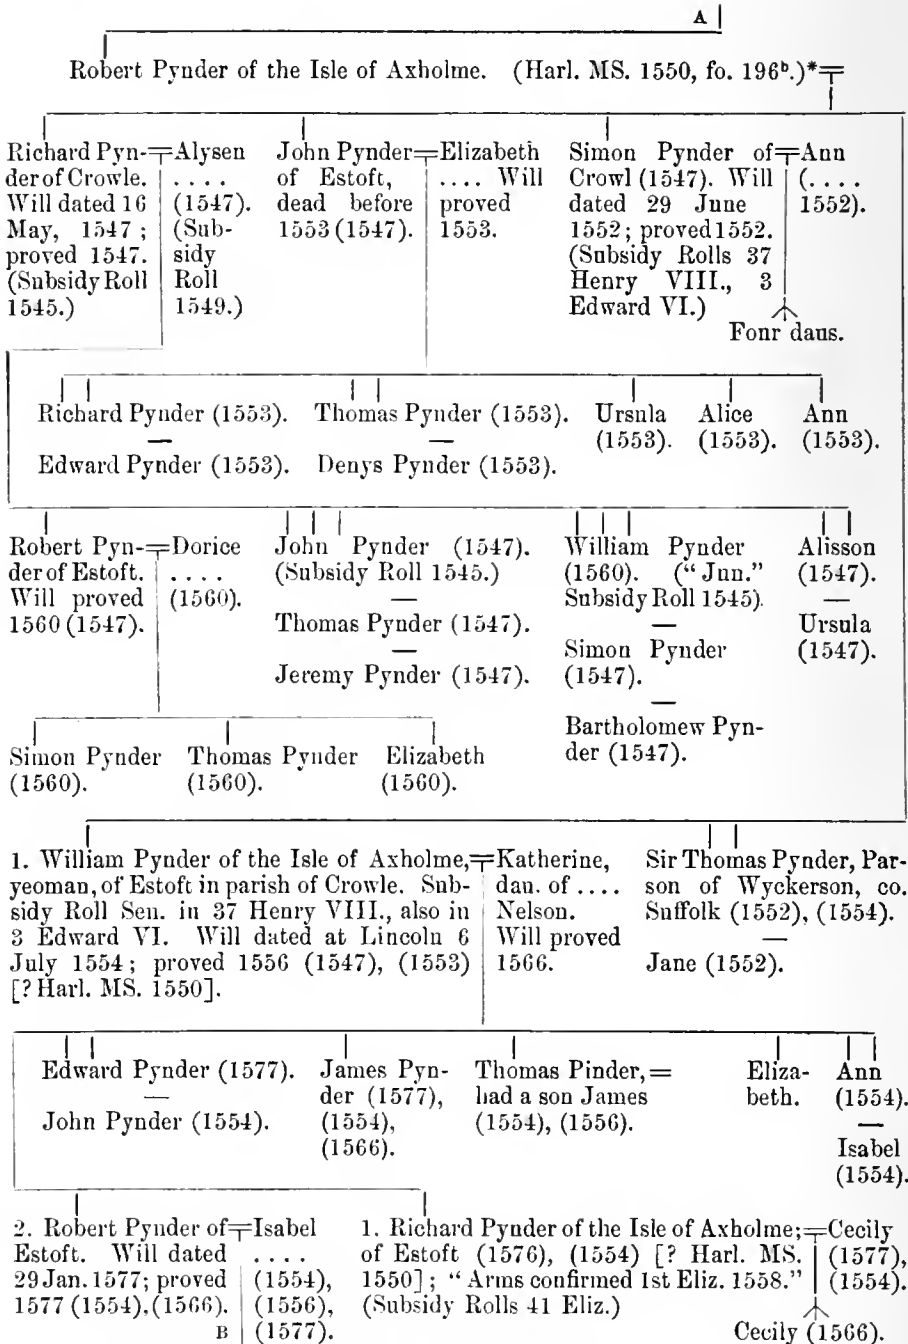 A
Robert Pynder of the Isle of Axholme. (Harl. MS. 1550, fo. 196ᵇ.)*
Richard Pyn-
der of Crowle.
Will dated 16
May, 1547 ;
proved 1547.
(Subsidy Roll
1545.)
Alysen
. . . .
(1547).
(Sub-
sidy
Roll
1549.)
John Pynder
of Estoft,
dead before
1553 (1547).
Elizabeth
.... Will
proved
1553.
Simon Pynder of
Crowl (1547). Will
dated 29 June
1552; proved 1552.
(Subsidy Rolls 37
Henry VIII., 3
Edward VI.)
Ann
(....
1552).
Four daus.
Richard Pynder (1553).
—
Edward Pynder (1553).
Thomas Pynder (1553).
—
Denys Pynder (1553).
Ursula
(1553).
Alice
(1553).
Ann
(1553).
Robert Pyn-
der of Estoft.
Will proved
1560 (1547).
Dorice
. . . .
(1560).
John Pynder (1547).
(Subsidy Roll 1545.)
—
Thomas Pynder (1547).
—
Jeremy Pynder (1547).
William Pynder
(1560). ("Jun."
Subsidy Roll 1545).
—
Simon Pynder
(1547).
—
Bartholomew Pyn-
der (1547).
Alisson
(1547).
—
Ursula
(1547).
Simon Pynder
(1560).
Thomas Pynder
(1560).
Elizabeth
(1560).
1. William Pynder of the Isle of Axholme,
yeoman, of Estoft in parish of Crowle. Sub-
sidy Roll Sen. in 37 Henry VIII., also in
3 Edward VI. Will dated at Lincoln 6
July 1554; proved 1556 (1547), (1553)
[? Harl. MS. 1550].
Katherine,
dau. of ....
Nelson.
Will proved
1566.
Sir Thomas Pynder, Par-
son of Wyckerson, co.
Suffolk (1552), (1554).
—
Jane (1552).
Edward Pynder (1577).
—
John Pynder (1554).
James Pyn-
der (1577),
(1554),
(1566).
Thomas Pinder, =
had a son James
(1554), (1556).
Eliza-
beth.
Ann
(1554).
—
Isabel
(1554).
2. Robert Pynder of
Estoft. Will dated
29 Jan. 1577; proved
1577 (1554), (1566).
B
Isabel
. . . .
(1554),
(1556),
(1577).
1. Richard Pynder of the Isle of Axholme;
of Estoft (1576), (1554) [? Harl. MS.
1550]; "Arms confirmed 1st Eliz. 1558."
(Subsidy Rolls 41 Eliz.)
Cecily
(1577),
(1554).
Cecily (1566).